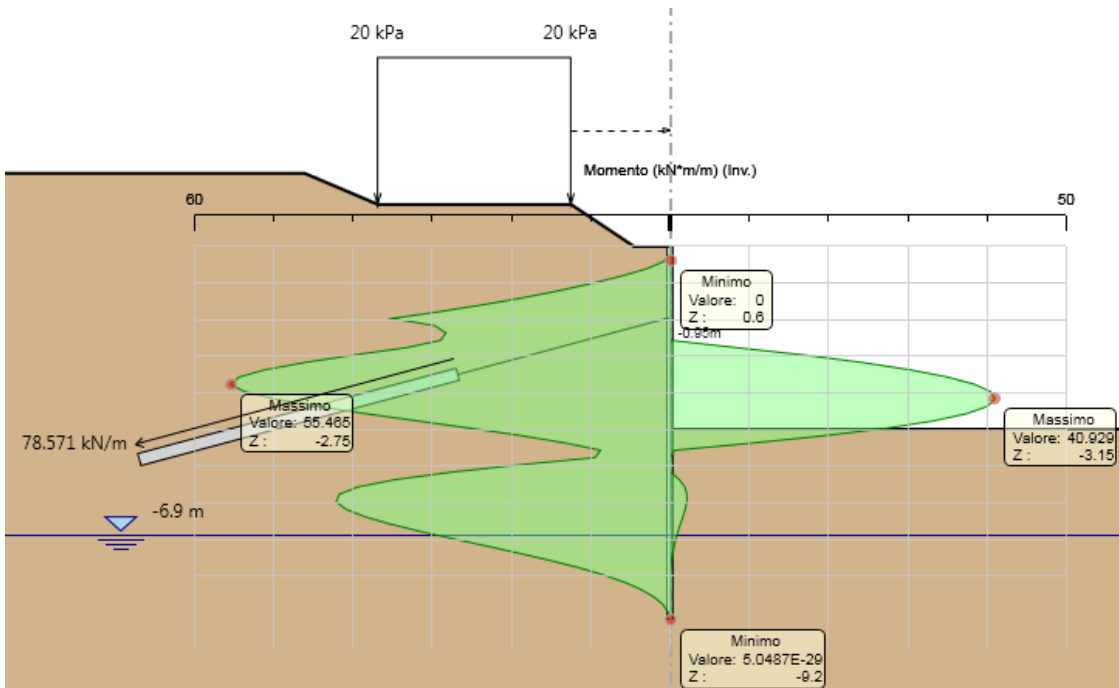 20 kPa 20 kPa
Momento (kN*m/m) (Inv.)
60 50
Minimo
Valore: 0
Z : 0.6
-0.95m
Massimo
Valore: 55.465
Z : -2.75
Massimo
Valore: 40.929
Z : -3.15
78.571 kN/m
-6.9 m
Minimo
Valore: 5.0487E-29
Z : -9.2